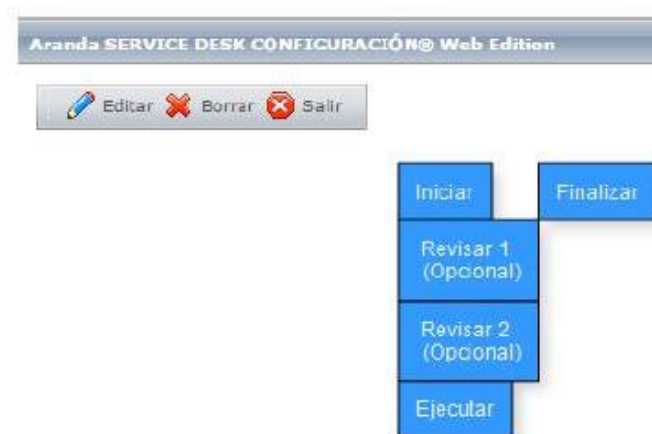 Aranda SERVICE DESK CONFIGURACIÓN® Web Edition
Editar Borrar Salir
Iniciar Finalizar
Revisar 1
(Opcional)
Revisar 2
(Opcional)
Ejecutar